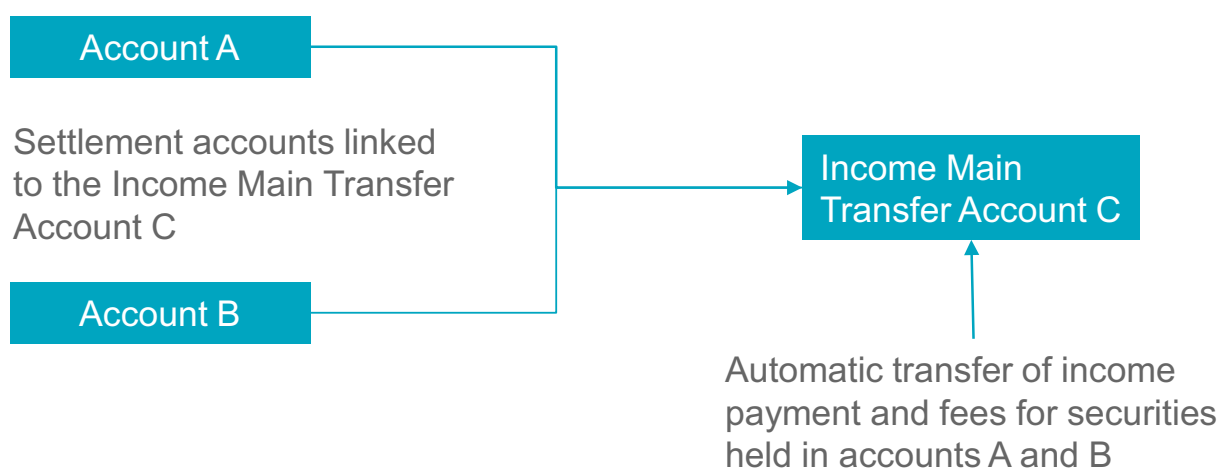 Account A
Settlement accounts linked
to the Income Main Transfer
Account C
Account B
Income Main
Transfer Account C
Automatic transfer of income
payment and fees for securities
held in accounts A and B